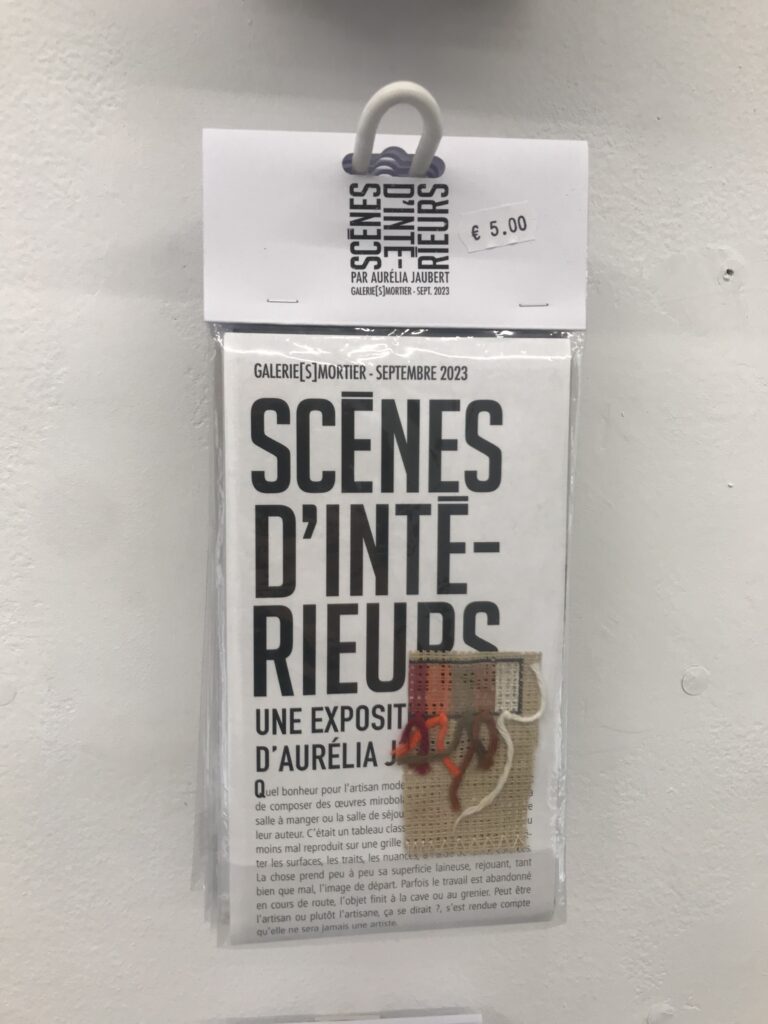 SCĒNES
D'INTĒ-
RIEURS
€ 5.00
PAR AURÉLIA JAUBERT
GALERIE[S]MORTIER - SEPT. 2023
GALERIE[S]MORTIER - SEPTEMBRE 2023
SCĒNES
D'INTĒ-
RIEURS
UNE EXPOSIT
D'AURÉLIA J
Quel bonheur pour l'artisan mode
de composer des œuvres mirobola
salle à manger ou la salle de séjou
leur auteur. C'était un tableau class
moins mal reproduit sur une grille
ter les surfaces, les traits, les nuances,
La chose prend peu à peu sa superficie laineuse, rejouant, tant
bien que mal, l'image de départ. Parfois le travail est abandonné
en cours de route, l'objet finit à la cave ou au grenier. Peut être
l'artisan ou plutôt l'artisane, ça se dirait ?, s'est rendue compte
qu'elle ne sera jamais une artiste.